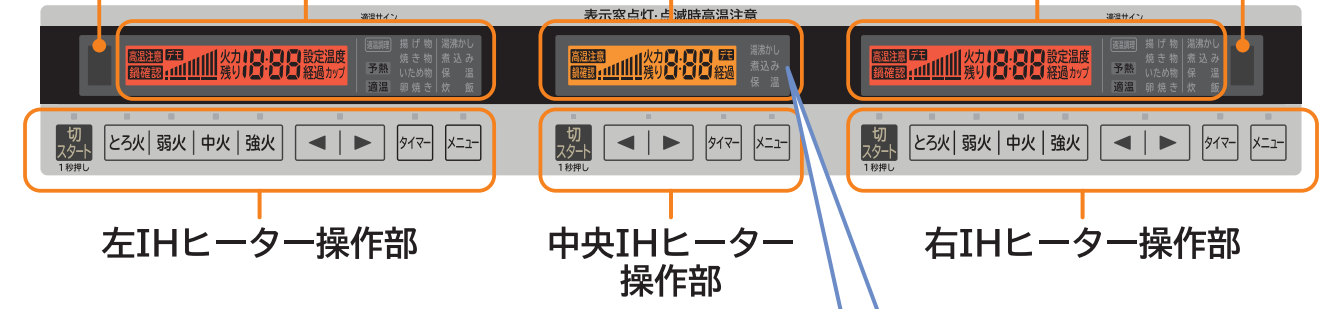 適温サイン
表示窓点灯・点滅時高温注意
適温サイン
高温注意 デモ 火力 18:88 設定温度
鍋確認 残り 経過カップ
適温調理 揚げ物 湯沸かし
焼き物 煮込み
予熱 いため物 保温
適温 卵焼き 炊飯
高温注意 火力 8:88 デモ
鍋確認 残り 経過
湯沸かし
煮込み
保温
高温注意 デモ 火力 18:88 設定温度
鍋確認 残り 経過カップ
適温調理 揚げ物 湯沸かし
焼き物 煮込み
予熱 いため物 保温
適温 卵焼き 炊飯
切
スタート とろ火 弱火 中火 強火 ◀ ▶ タイマー メニュー
1秒押し
切
スタート ◀ ▶ タイマー メニュー
1秒押し
切
スタート とろ火 弱火 中火 強火 ◀ ▶ タイマー メニュー
1秒押し
左IHヒーター操作部
中央IHヒーター
操作部
右IHヒーター操作部